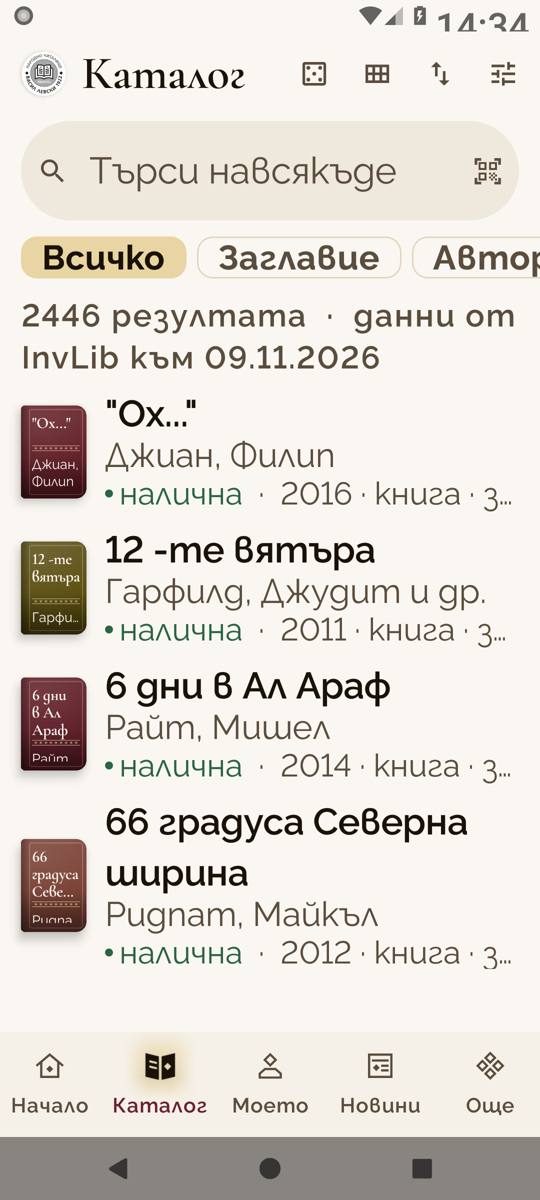 14:34
Каталог
Търси навсякъде
Всичко Заглавие Автор
2446 резултата · данни от
InvLib към 09.11.2026
"Ох..."
Джиан,
Филип
"Ох..."
Джиан, Филип
• налична · 2016 · книга · з...
12 -те
вятъра
Гарфи...
12 -те вятъра
Гарфилд, Джудит и др.
• налична · 2011 · книга · з...
6 дни
в Ал
Араф
Райт,
6 дни в Ал Араф
Райт, Мишел
• налична · 2014 · книга · з...
66
градуса
Севе...
Ридпа
66 градуса Северна
ширина
Ридпат, Майкъл
• налична · 2012 · книга · з...
Начало Каталог Моето Новини Още